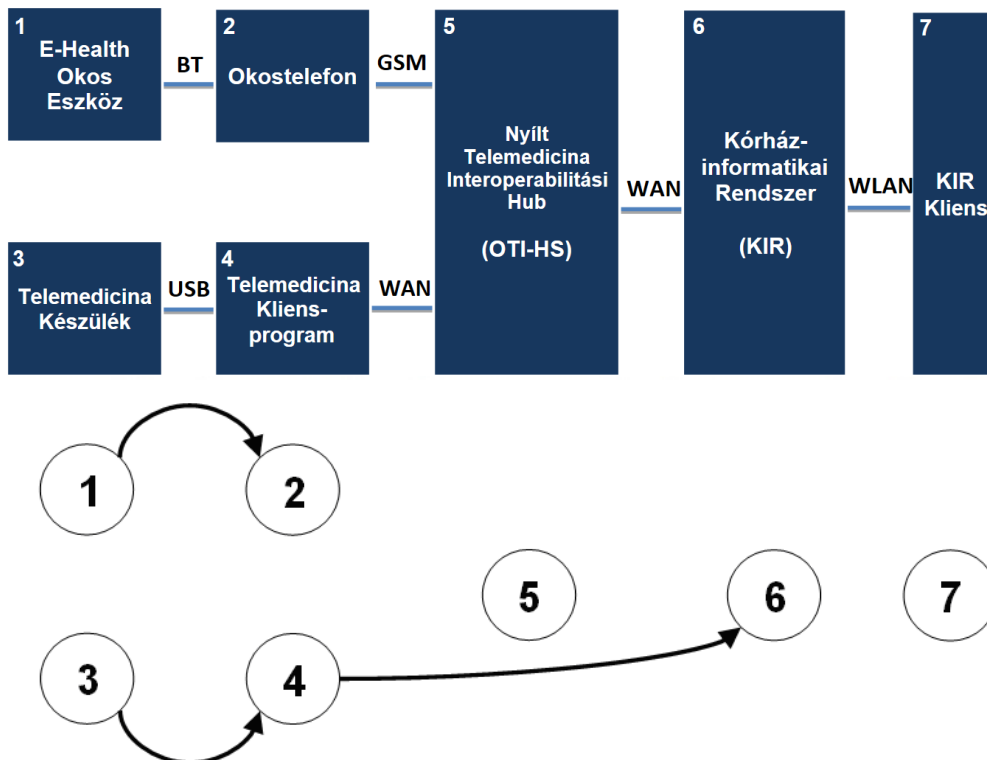 1
E-Health
Okos
Eszköz
BT
2
Okostelefon
GSM
3
Telemedicina
Készülék
USB
4
Telemedicina
Kliens-
program
WAN
5
Nyílt
Telemedicina
Interoperabilitási
Hub
(OTI-HS)
WAN
6
Kórház-
informatikai
Rendszer
(KIR)
WLAN
7
KIR
Kliens
1
2
3
4
5
6
7